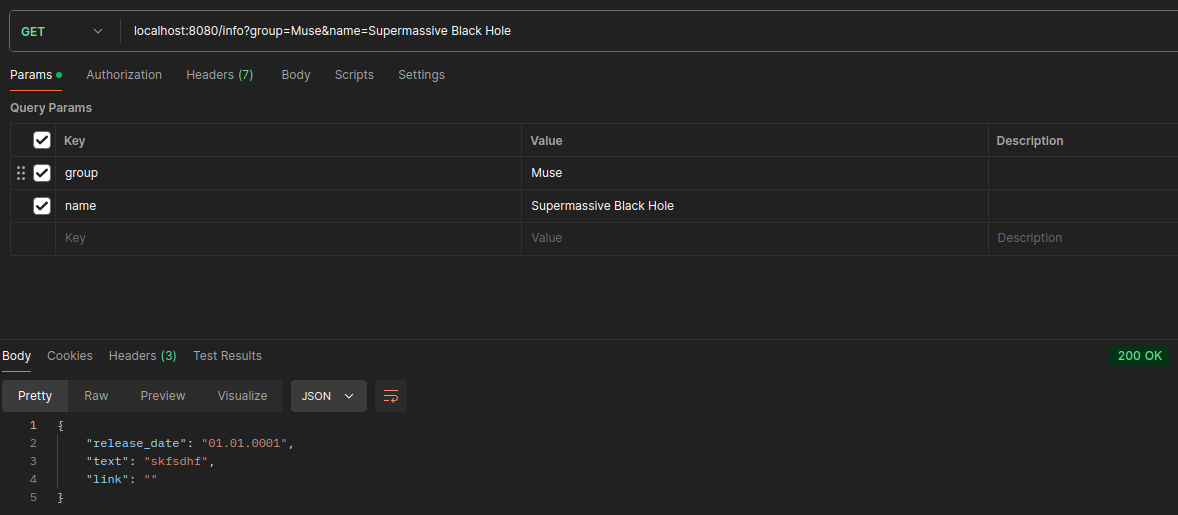 GET localhost:8080/info?group=Muse&name=Supermassive Black Hole
Params Authorization Headers (7) Body Scripts Settings
Query Params
Key Value Description
group Muse
name Supermassive Black Hole
Key Value Description
Body Cookies Headers (3) Test Results 200 OK
Pretty Raw Preview Visualize JSON
1 {
2 "release_date": "01.01.0001",
3 "text": "skfsdhf",
4 "link": ""
5 }